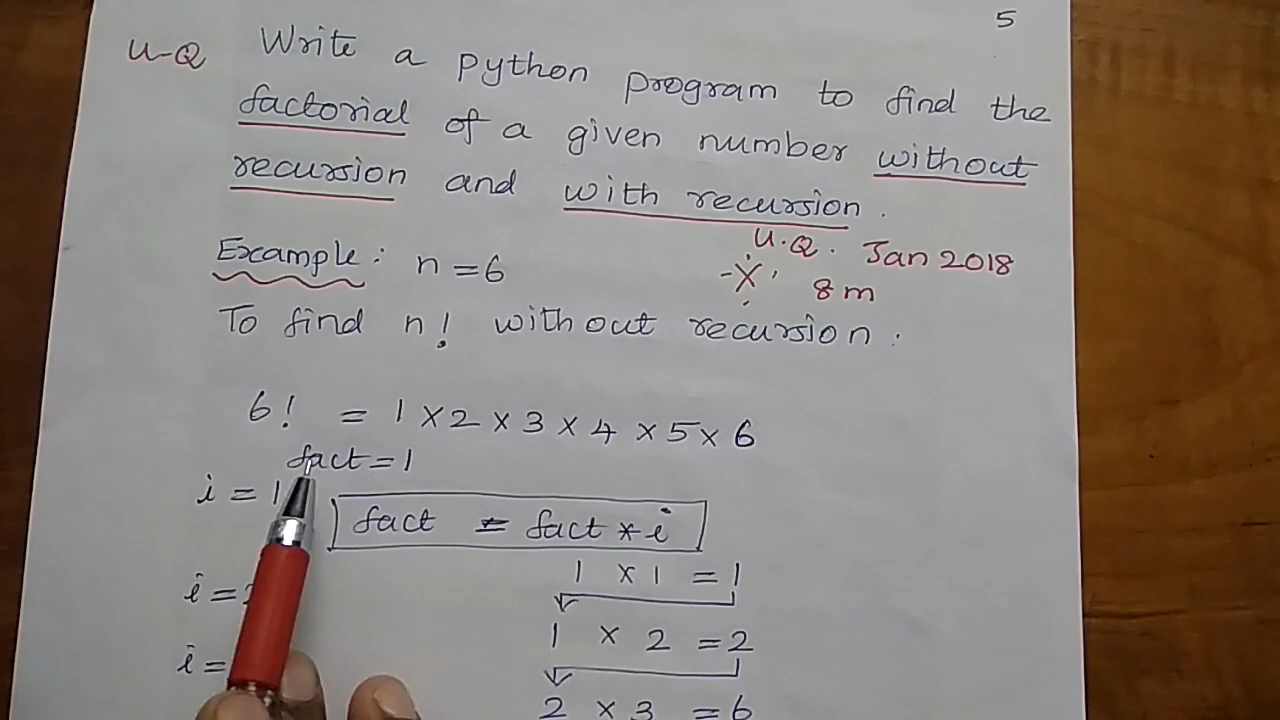 5
U-Q Write a python program to find the
factorial of a given number without
recursion and with recursion.
U.Q. Jan 2018
8m
Example: n=6
To find n! without recursion.
6! = 1 x 2 x 3 x 4 x 5 x 6
fact = 1
i = 1
fact = fact * i
1 x 1 = 1
i =
1 x 2 = 2
i =
2 x 3 = 6